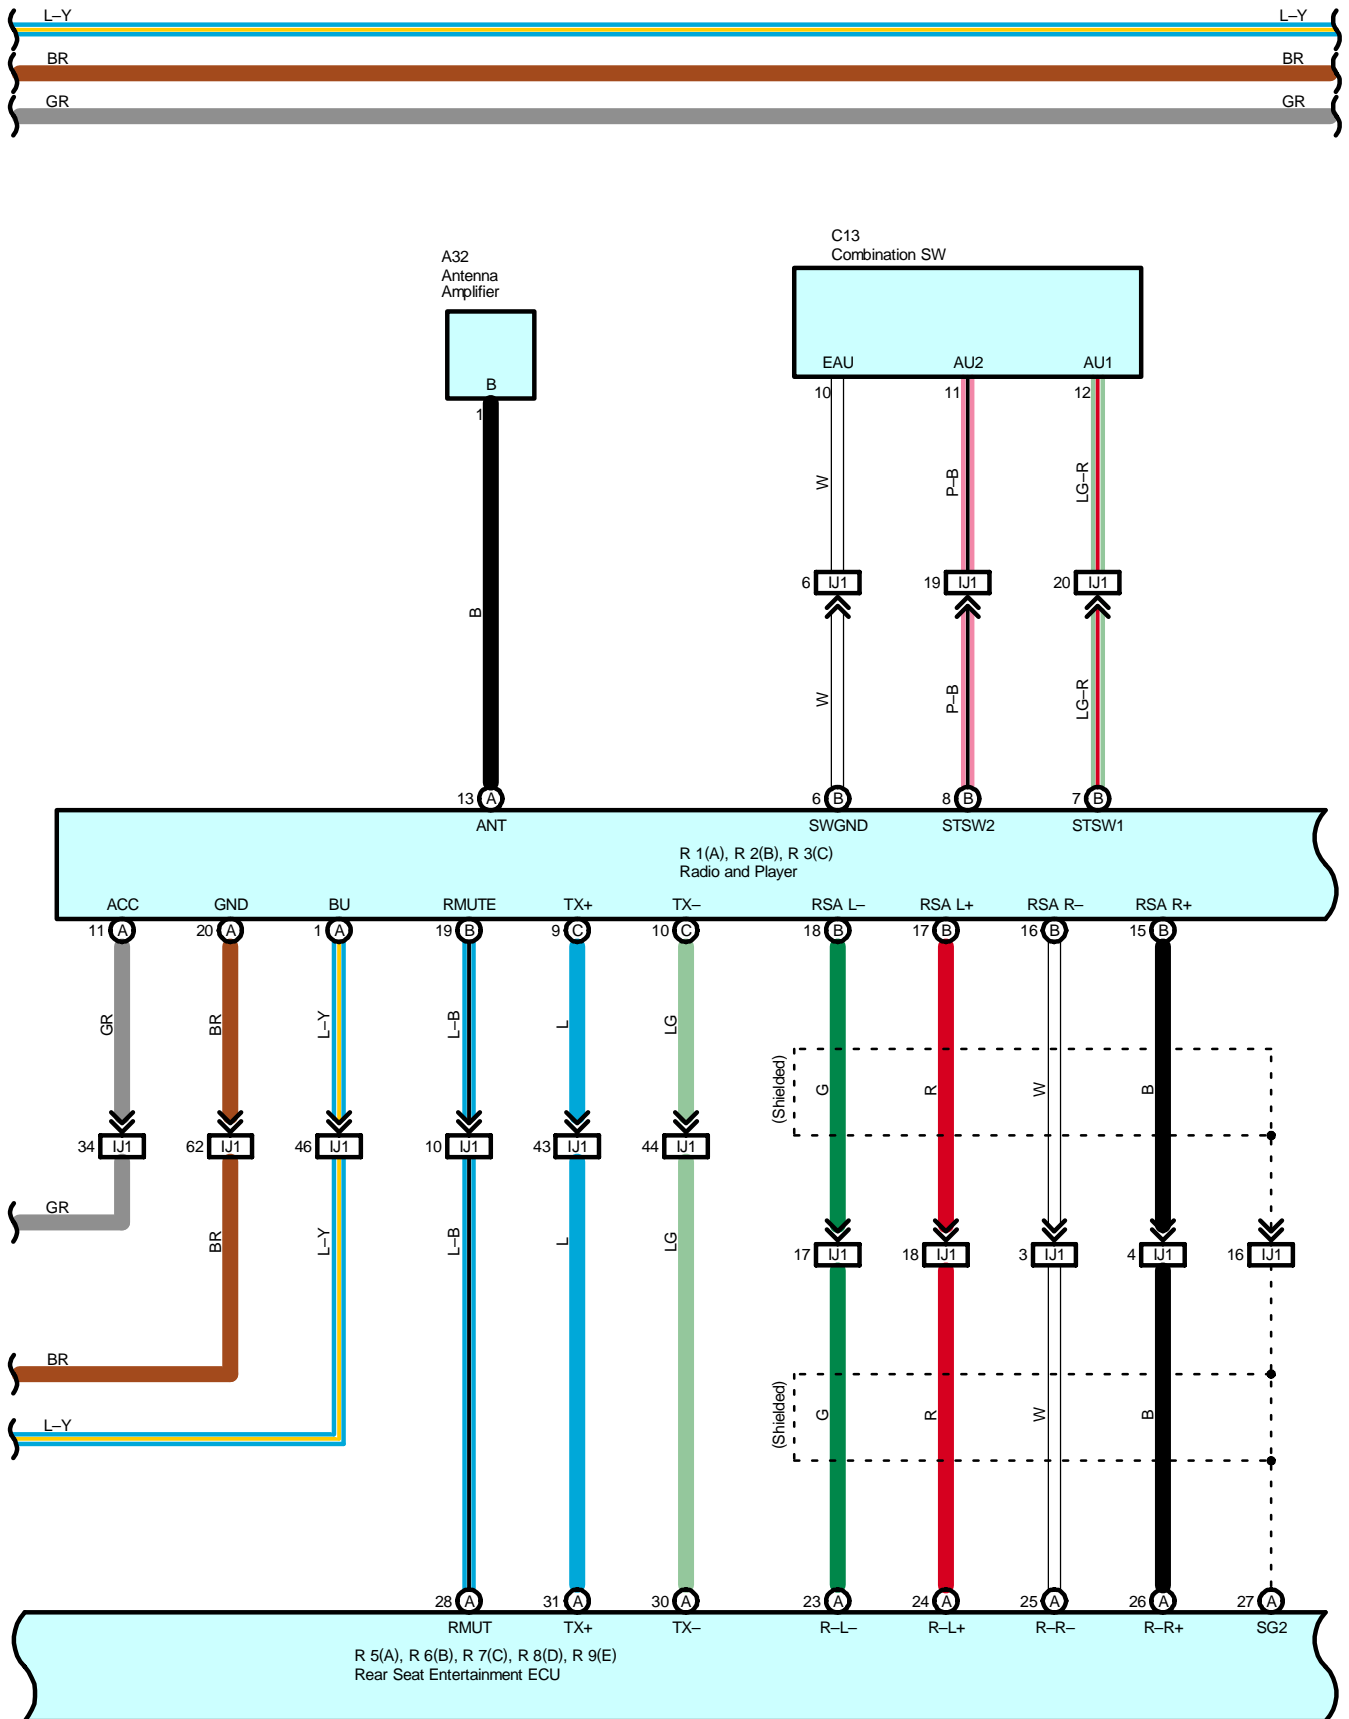 L–Y L–Y
BR BR
GR GR
C13
Combination SW
A32
Antenna
Amplifier
EAU AU2 AU1
B
10 11 12
1
W P–B LG–R
6 IJ1 19 IJ1 20 IJ1
B
W P–B LG–R
13 A 6 B 8 B 7 B
ANT SWGND STSW2 STSW1
R 1(A), R 2(B), R 3(C)
Radio and Player
ACC GND BU RMUTE TX+ TX– RSA L– RSA L+ RSA R– RSA R+
11 A 20 A 1 A 19 B 9 C 10 C 18 B 17 B 16 B 15 B
GR BR L–Y L–B L LG
(Shielded) G R W B
34 IJ1 62 IJ1 46 IJ1 10 IJ1 43 IJ1 44 IJ1
GR
BR L–Y L–B L LG
17 IJ1 18 IJ1 3 IJ1 4 IJ1 16 IJ1
BR
L–Y
(Shielded) G R W B
28 A 31 A 30 A 23 A 24 A 25 A 26 A 27 A
RMUT TX+ TX– R–L– R–L+ R–R– R–R+ SG2
R 5(A), R 6(B), R 7(C), R 8(D), R 9(E)
Rear Seat Entertainment ECU